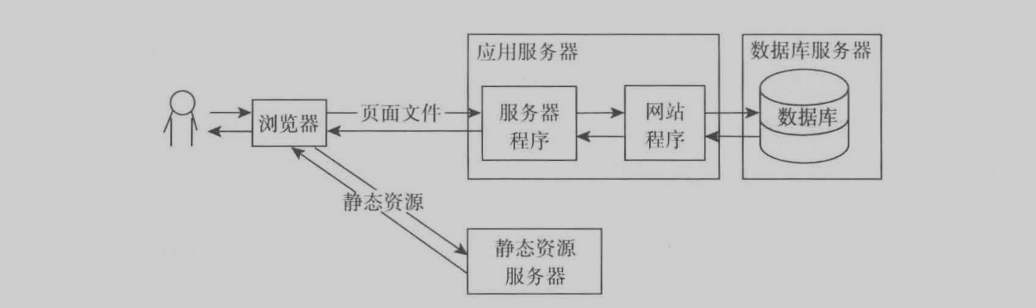 应用服务器
数据库服务器
浏览器
页面文件
服务器
程序
网站
程序
数据库
静态资源
静态资源
服务器